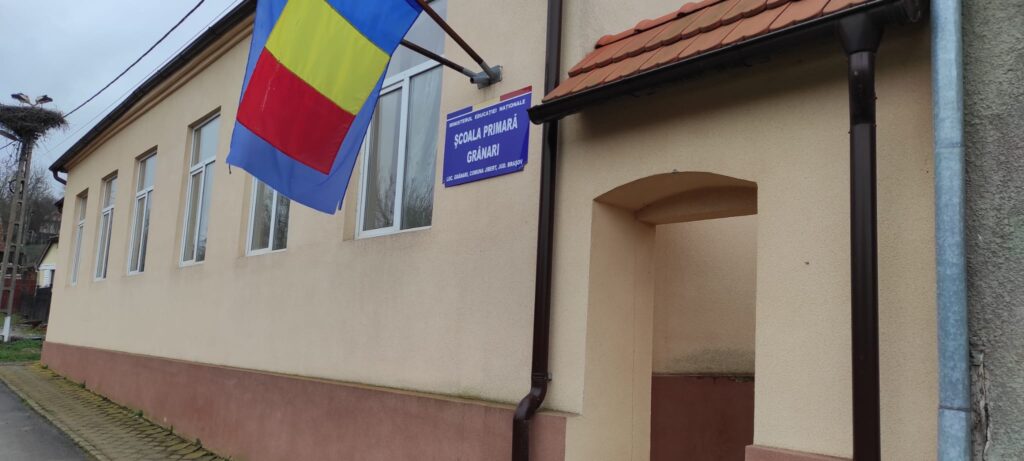 MINISTERUL EDUCAȚIEI NAȚIONALE
ȘCOALA PRIMARĂ
GRĂNARI
LOC. GRĂNARI, COMUNA JIBERT, JUD. BRAȘOV